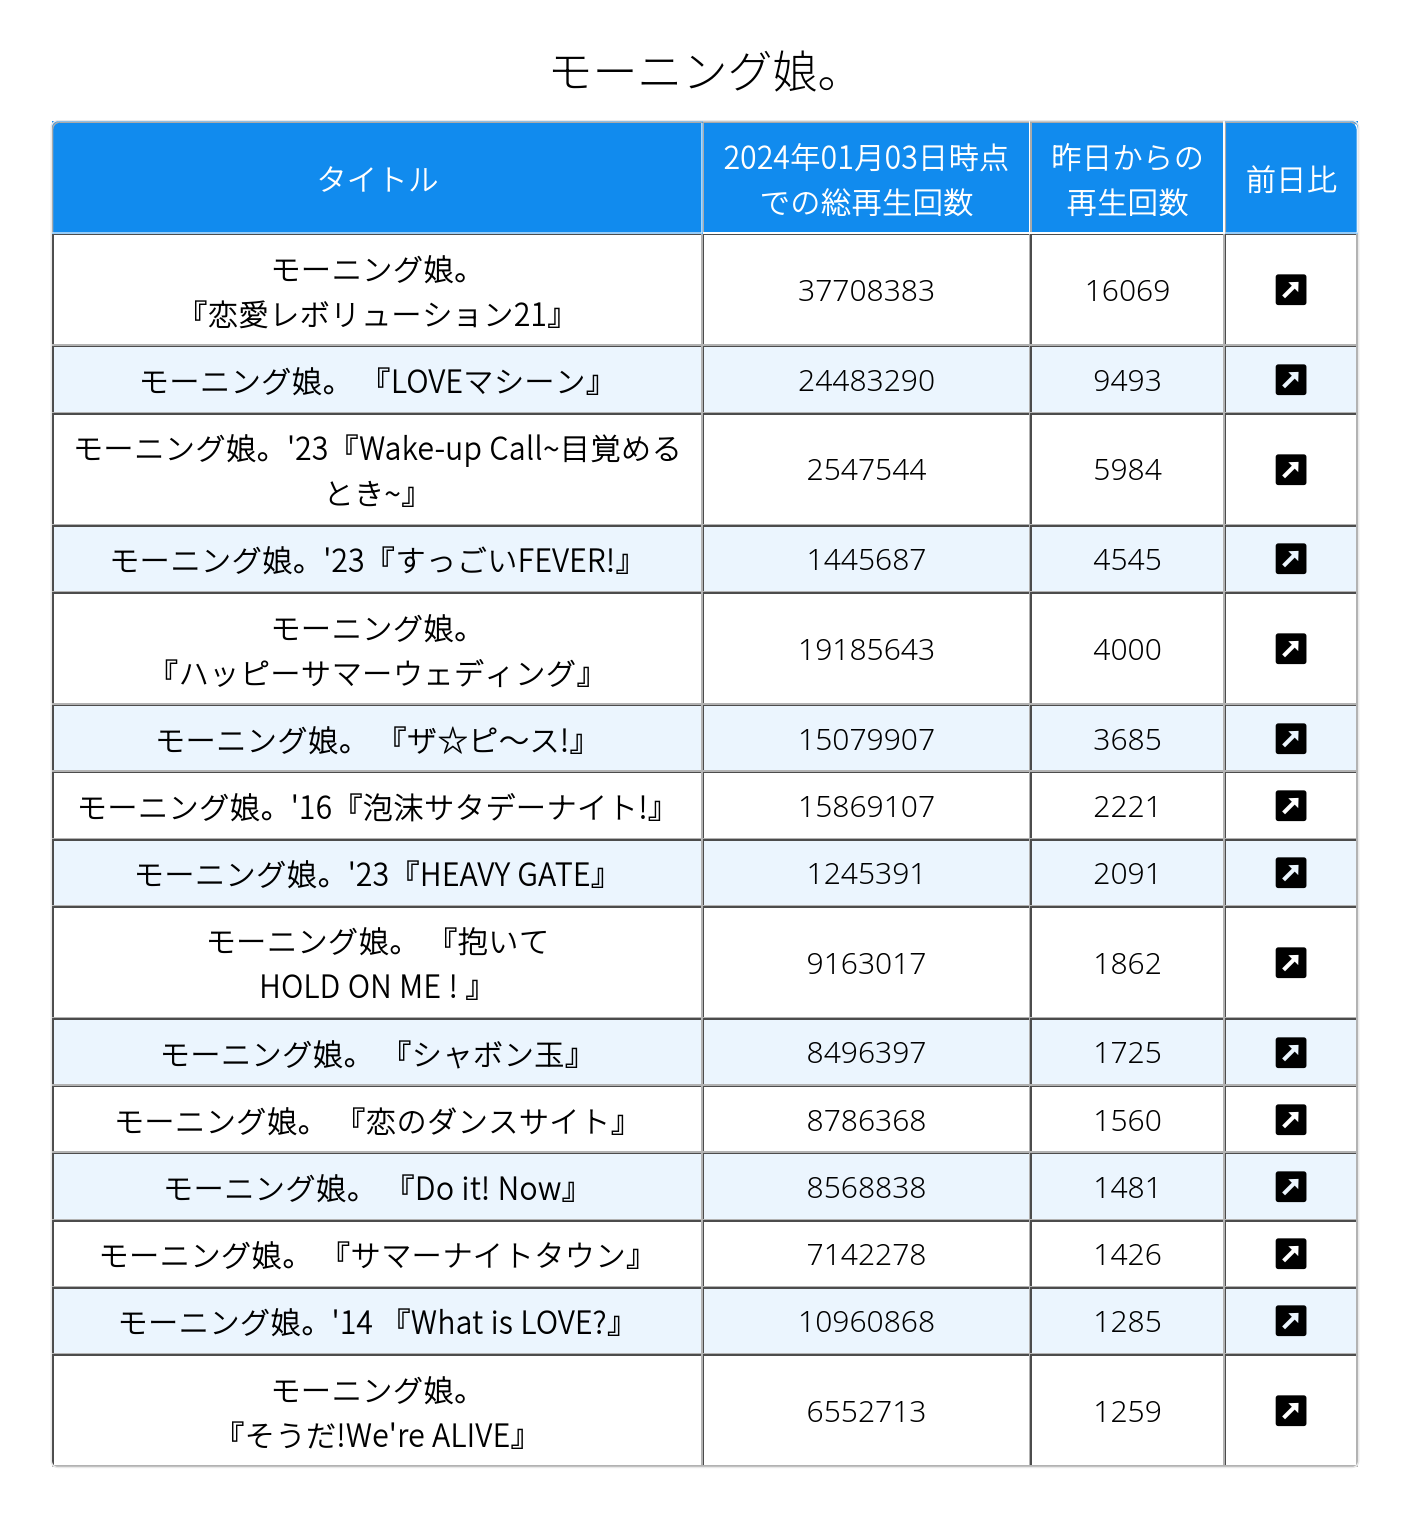 モーニング娘。
タイトル
2024年01月03日時点
での総再生回数
昨日からの
再生回数
前日比
モーニング娘。
『恋愛レボリューション21』
37708383
16069
モーニング娘。 『LOVEマシーン』
24483290
9493
モーニング娘。'23『Wake-up Call~目覚める
とき~』
2547544
5984
モーニング娘。'23『すっごいFEVER!』
1445687
4545
モーニング娘。
『ハッピーサマーウェディング』
19185643
4000
モーニング娘。 『ザ☆ピ〜ス!』
15079907
3685
モーニング娘。'16『泡沫サタデーナイト!』
15869107
2221
モーニング娘。'23『HEAVY GATE』
1245391
2091
モーニング娘。 『抱いて
HOLD ON ME ! 』
9163017
1862
モーニング娘。 『シャボン玉』
8496397
1725
モーニング娘。 『恋のダンスサイト』
8786368
1560
モーニング娘。 『Do it! Now』
8568838
1481
モーニング娘。 『サマーナイトタウン』
7142278
1426
モーニング娘。'14 『What is LOVE?』
10960868
1285
モーニング娘。
『そうだ!We're ALIVE』
6552713
1259